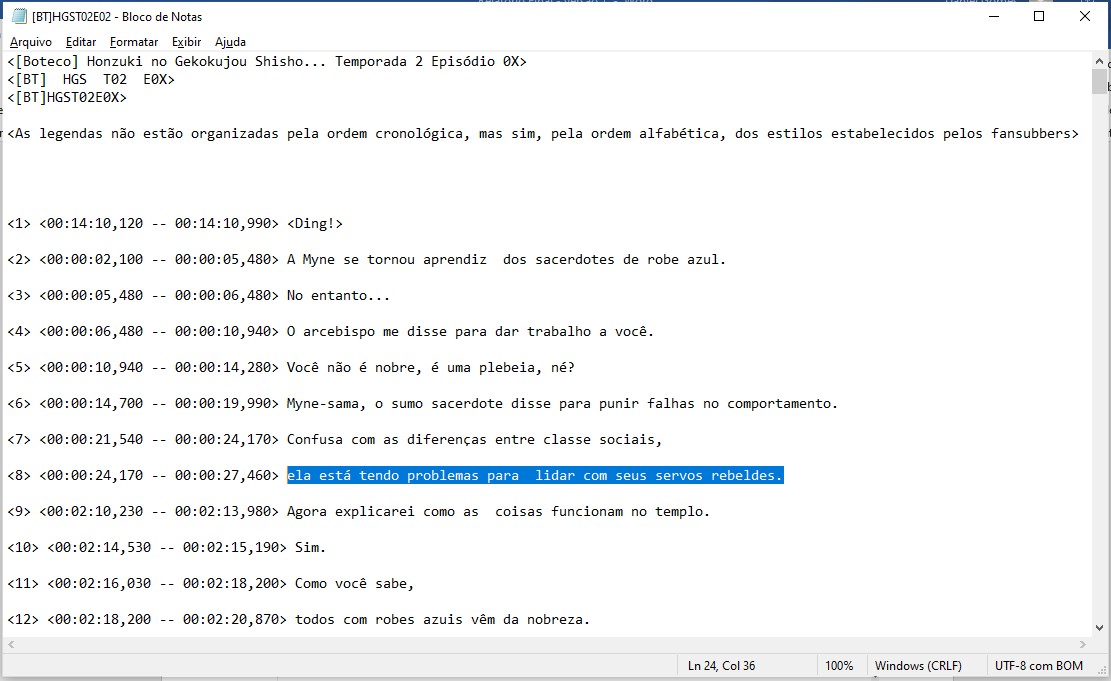 [BT]HGST02E02 - Bloco de Notas
Arquivo Editar Formatar Exibir Ajuda
<[Boteco] Honzuki no Gekokujou Shisho... Temporada 2 Episódio 0X>
<[BT]  HGS  T02  E0X>
<[BT]HGST02E0X>
<As legendas não estão organizadas pela ordem cronológica, mas sim, pela ordem alfabética, dos estilos estabelecidos pelos fansubbers>
<1> <00:14:10,120 -- 00:14:10,990> <Ding!>
<2> <00:00:02,100 -- 00:00:05,480> A Myne se tornou aprendiz  dos sacerdotes de robe azul.
<3> <00:00:05,480 -- 00:00:06,480> No entanto...
<4> <00:00:06,480 -- 00:00:10,940> O arcebispo me disse para dar trabalho a você.
<5> <00:00:10,940 -- 00:00:14,280> Você não é nobre, é uma plebeia, né?
<6> <00:00:14,700 -- 00:00:19,990> Myne-sama, o sumo sacerdote disse para punir falhas no comportamento.
<7> <00:00:21,540 -- 00:00:24,170> Confusa com as diferenças entre classe sociais,
<8> <00:00:24,170 -- 00:00:27,460> ela está tendo problemas para  lidar com seus servos rebeldes.
<9> <00:02:10,230 -- 00:02:13,980> Agora explicarei como as  coisas funcionam no templo.
<10> <00:02:14,530 -- 00:02:15,190> Sim.
<11> <00:02:16,030 -- 00:02:18,200> Como você sabe,
<12> <00:02:18,200 -- 00:02:20,870> todos com robes azuis vêm da nobreza.
Ln 24, Col 36 100% Windows (CRLF) UTF-8 com BOM